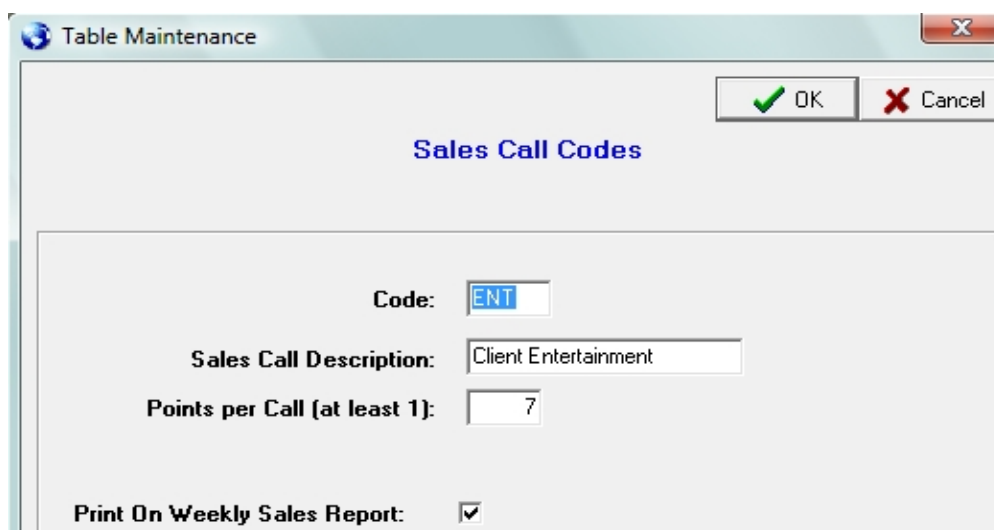 Table Maintenance
OK
Cancel
Sales Call Codes
Code: ENT
Sales Call Description: Client Entertainment
Points per Call (at least 1): 7
Print On Weekly Sales Report: